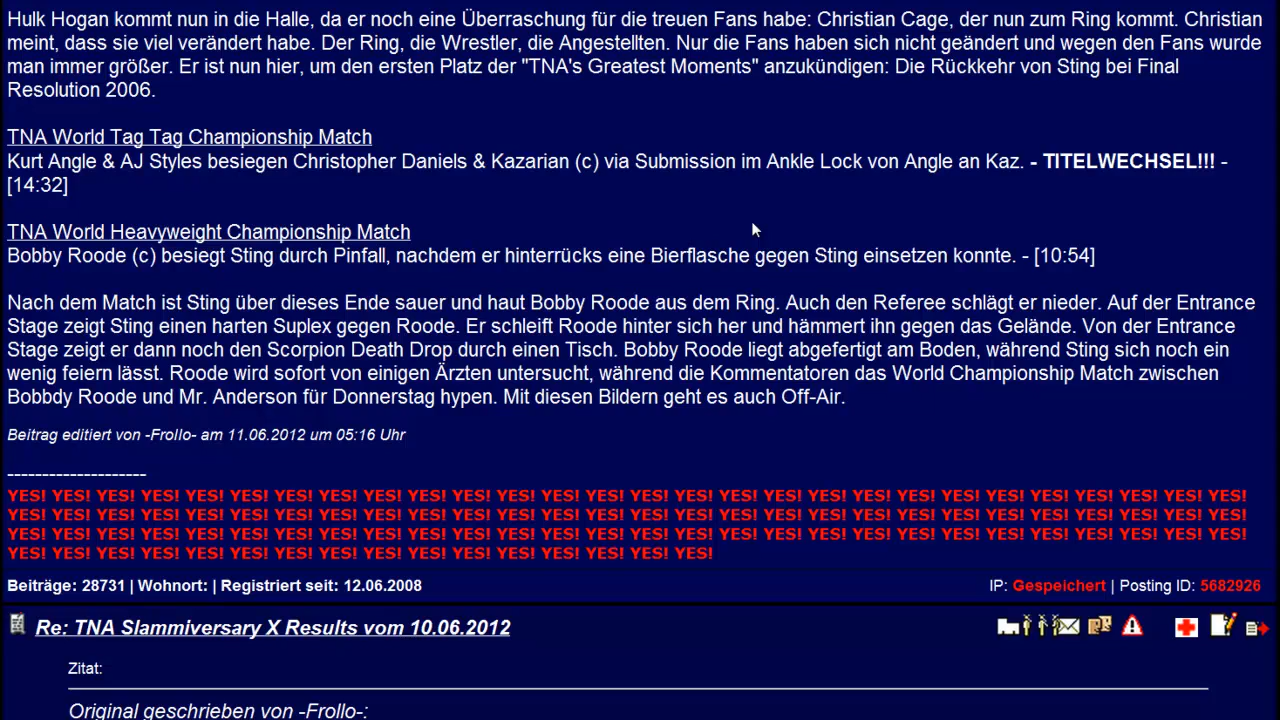 Hulk Hogan kommt nun in die Halle, da er noch eine Überraschung für die treuen Fans habe: Christian Cage, der nun zum Ring kommt. Christian
meint, dass sie viel verändert habe. Der Ring, die Wrestler, die Angestellten. Nur die Fans haben sich nicht geändert und wegen den Fans wurde
man immer größer. Er ist nun hier, um den ersten Platz der "TNA's Greatest Moments" anzukündigen: Die Rückkehr von Sting bei Final
Resolution 2006.
TNA World Tag Tag Championship Match
Kurt Angle & AJ Styles besiegen Christopher Daniels & Kazarian (c) via Submission im Ankle Lock von Angle an Kaz. - TITELWECHSEL!!! -
[14:32]
TNA World Heavyweight Championship Match
Bobby Roode (c) besiegt Sting durch Pinfall, nachdem er hinterrücks eine Bierflasche gegen Sting einsetzen konnte. - [10:54]
Nach dem Match ist Sting über dieses Ende sauer und haut Bobby Roode aus dem Ring. Auch den Referee schlägt er nieder. Auf der Entrance
Stage zeigt Sting einen harten Suplex gegen Roode. Er schleift Roode hinter sich her und hämmert ihn gegen das Gelände. Von der Entrance
Stage zeigt er dann noch den Scorpion Death Drop durch einen Tisch. Bobby Roode liegt abgefertigt am Boden, während Sting sich noch ein
wenig feiern lässt. Roode wird sofort von einigen Ärzten untersucht, während die Kommentatoren das World Championship Match zwischen
Bobbdy Roode und Mr. Anderson für Donnerstag hypen. Mit diesen Bildern geht es auch Off-Air.
Beitrag editiert von -Frollo- am 11.06.2012 um 05:16 Uhr
--------------------
YES! YES! YES! YES! YES! YES! YES! YES! YES! YES! YES! YES! YES! YES! YES! YES! YES! YES! YES! YES! YES! YES! YES! YES! YES! YES! YES! YES!
YES! YES! YES! YES! YES! YES! YES! YES! YES! YES! YES! YES! YES! YES! YES! YES! YES! YES! YES! YES! YES! YES! YES! YES! YES! YES! YES! YES!
YES! YES! YES! YES! YES! YES! YES! YES! YES! YES! YES! YES! YES! YES! YES! YES! YES! YES! YES! YES! YES! YES! YES! YES! YES! YES! YES! YES!
YES! YES! YES! YES! YES! YES! YES! YES! YES! YES! YES! YES! YES! YES! YES! YES!
Beiträge: 28731 | Wohnort: | Registriert seit: 12.06.2008
IP: Gespeichert | Posting ID: 5682926
Re: TNA Slammiversary X Results vom 10.06.2012
Zitat:
Original geschrieben von -Frollo-: